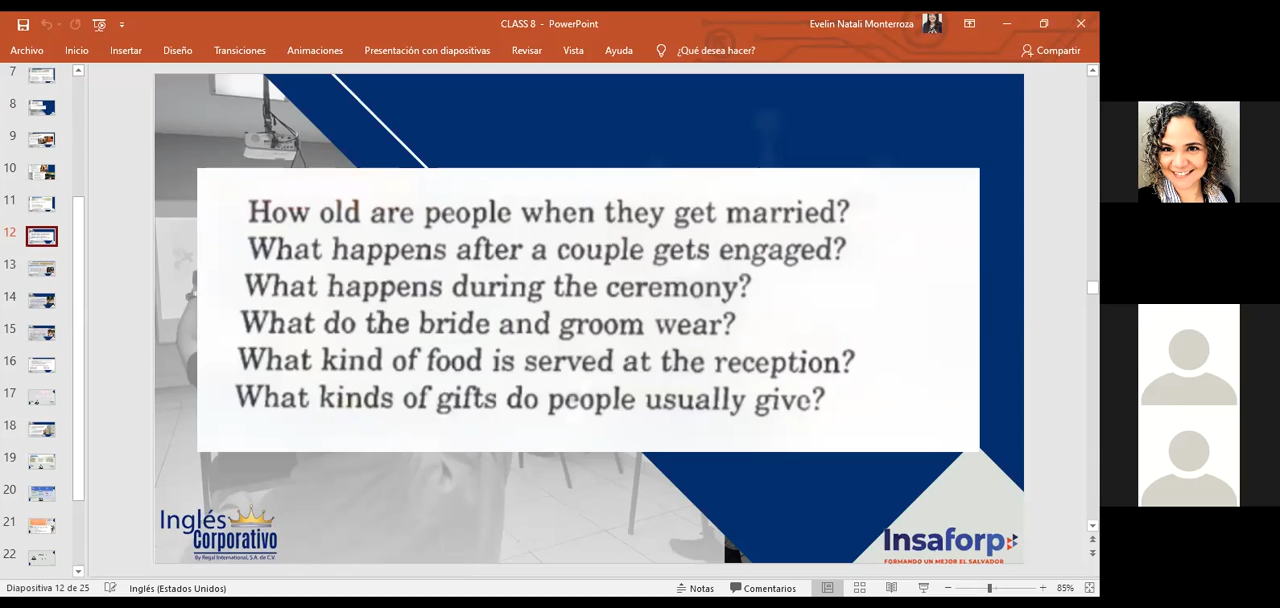 CLASS 8 - PowerPoint
Evelin Natali Monterroza
Archivo Inicio Insertar Diseño Transiciones Animaciones Presentación con diapositivas Revisar Vista Ayuda ¿Qué desea hacer? Compartir
7
8
9
10
11
12
13
14
15
16
17
18
19
20
21
22
How old are people when they get married?
What happens after a couple gets engaged?
What happens during the ceremony?
What do the bride and groom wear?
What kind of food is served at the reception?
What kinds of gifts do people usually give?
Inglés
Corporativo
By Regal International, S.A. de C.V.
Insaforp
FORMANDO UN MEJOR EL SALVADOR
Diapositiva 12 de 25 Inglés (Estados Unidos) Notas Comentarios 85%